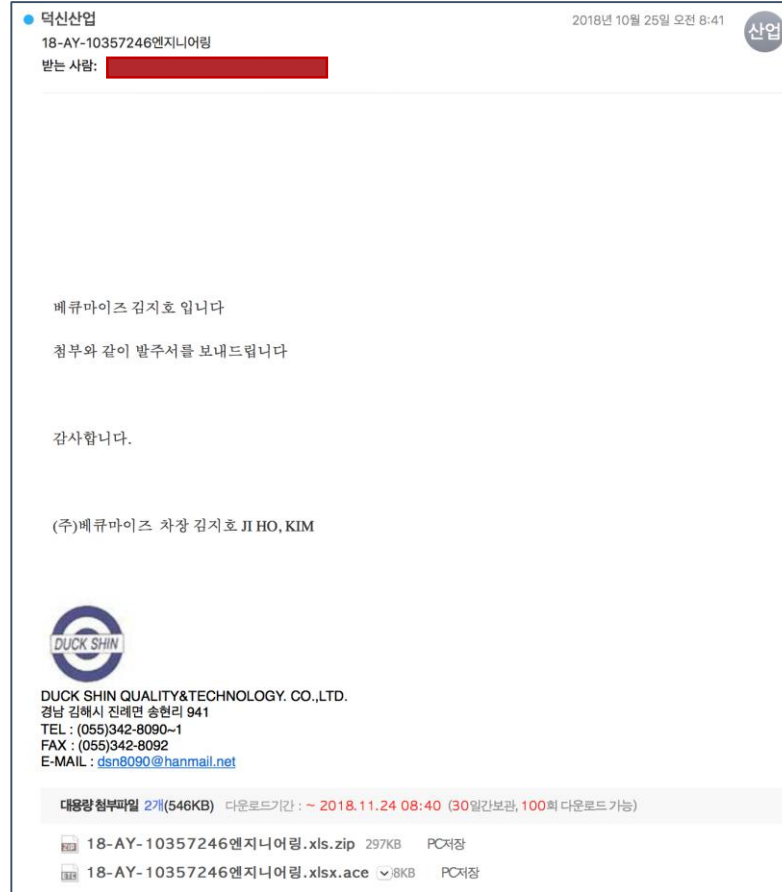 덕신산업
2018년 10월 25일 오전 8:41
산업
18-AY-10357246엔지니어링
받는 사람:
베큐마이즈 김지호 입니다
첨부와 같이 발주서를 보내드립니다
감사합니다.
(주)베큐마이즈 차장 김지호 JI HO, KIM
DUCK SHIN
DUCK SHIN QUALITY&TECHNOLOGY. CO.,LTD.
경남 김해시 진례면 송현리 941
TEL : (055)342-8090~1
FAX : (055)342-8092
E-MAIL : dsn8090@hanmail.net
대용량 첨부파일 2개(546KB) 다운로드기간 : ~ 2018.11.24 08:40 (30일간보관, 100회 다운로드 가능)
18-AY-10357246엔지니어링.xls.zip 297KB PC저장
18-AY-10357246엔지니어링.xlsx.ace 8KB PC저장